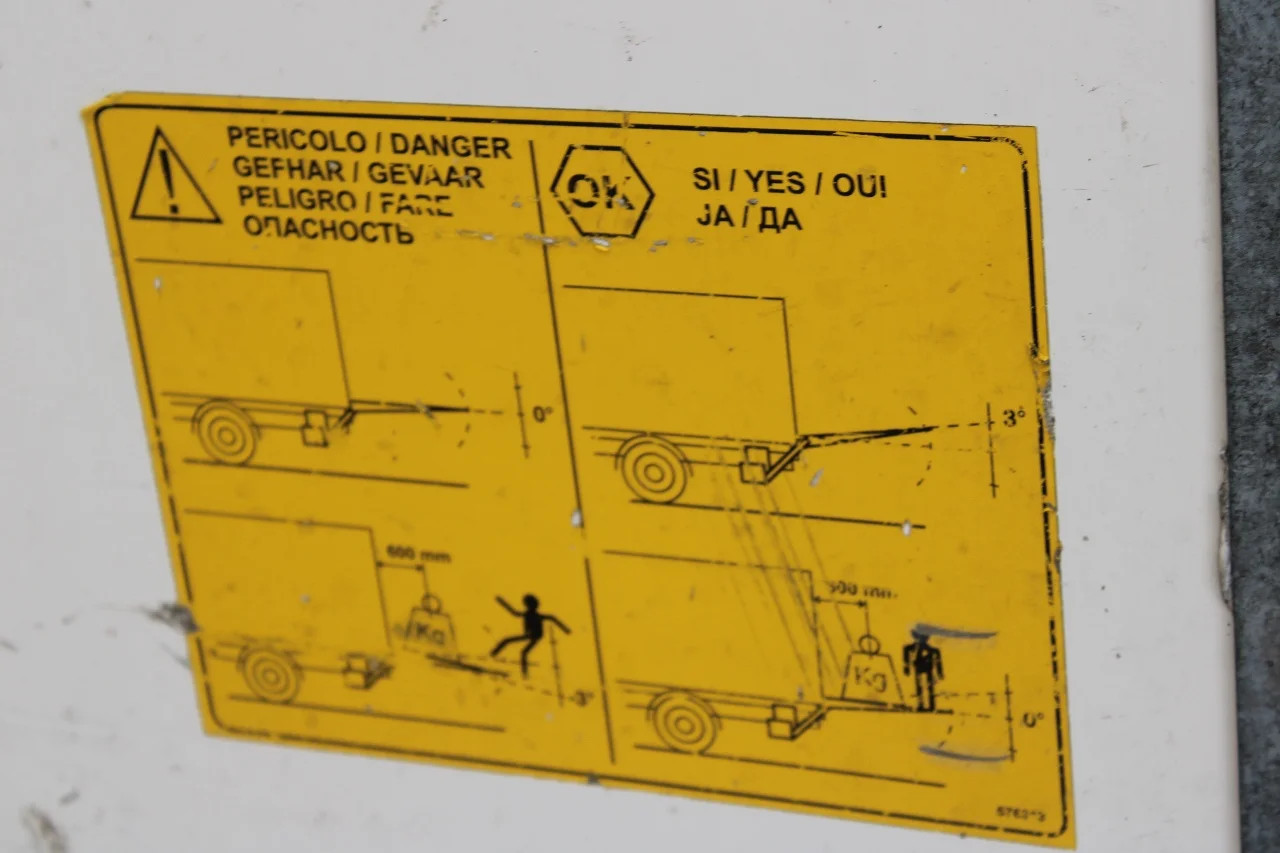 PERICOLO / DANGER
GEFHAR / GEVAAR
PELIGRO / FARE
ОПАСНОСТЬ
OK
SI / YES / OUI
JA / ДА
0°
3°
600 mm
Kg
3°
Kg
0°